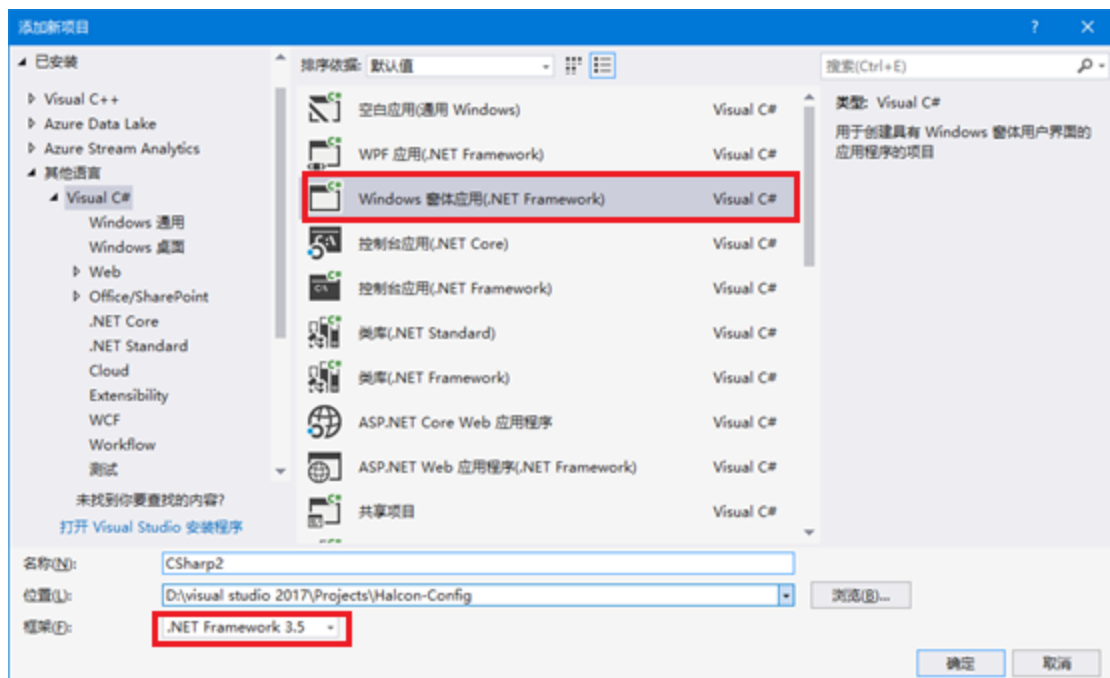 添加新项目
已安装
Visual C++
Azure Data Lake
Azure Stream Analytics
其他语言
Visual C#
Windows 通用
Windows 桌面
Web
Office/SharePoint
.NET Core
.NET Standard
Cloud
Extensibility
WCF
Workflow
测试
未找到你要查找的内容?
打开 Visual Studio 安装程序
排序依据: 默认值
空白应用(通用 Windows) Visual C#
WPF 应用(.NET Framework) Visual C#
Windows 窗体应用(.NET Framework) Visual C#
控制台应用(.NET Core) Visual C#
控制台应用(.NET Framework) Visual C#
类库(.NET Standard) Visual C#
类库(.NET Framework) Visual C#
ASP.NET Core Web 应用程序 Visual C#
ASP.NET Web 应用程序(.NET Framework) Visual C#
共享项目 Visual C#
搜索(Ctrl+E)
类型: Visual C#
用于创建具有 Windows 窗体用户界面的
应用程序的项目
名称(N): CSharp2
位置(L): D:\visual studio 2017\Projects\Halcon-Config
浏览(B)...
框架(F): .NET Framework 3.5
确定 取消